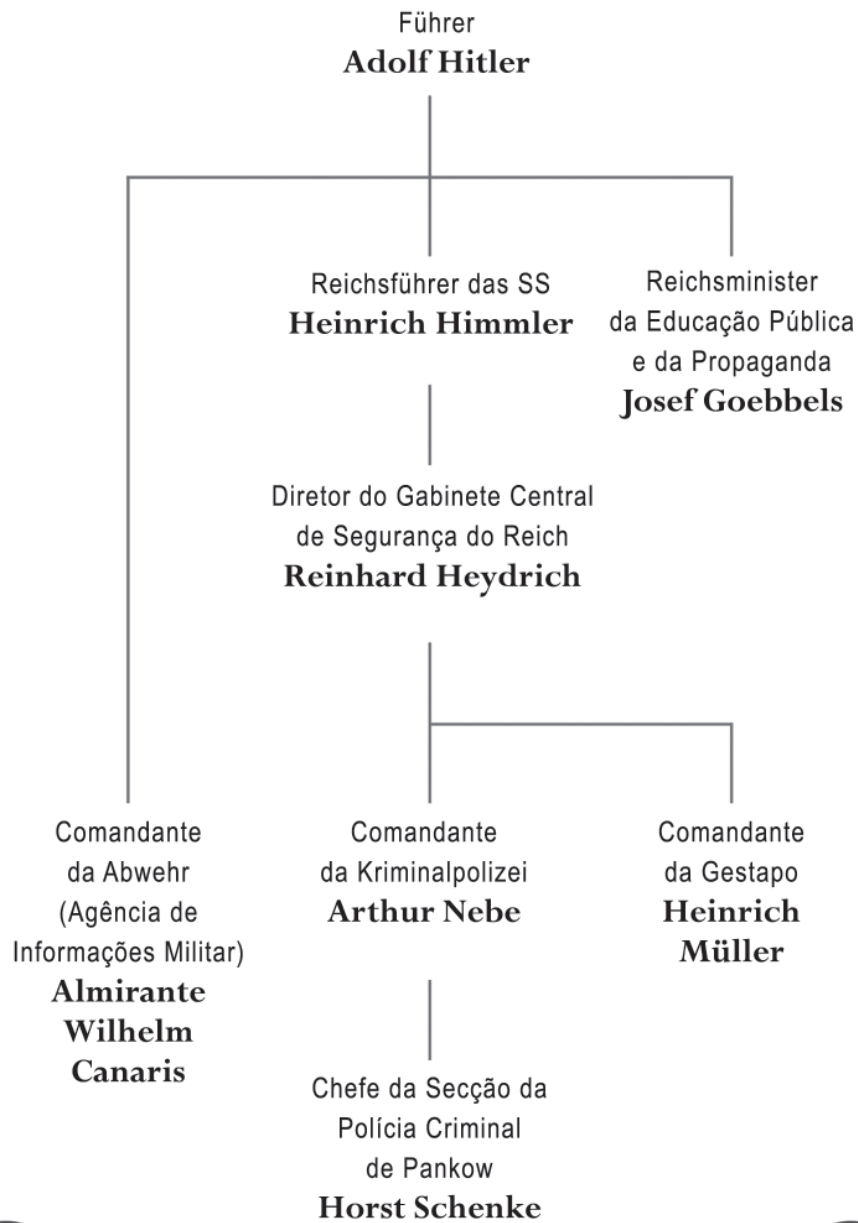 Führer
Adolf Hitler
Reichsführer das SS
Heinrich Himmler
Reichsminister
da Educação Pública
e da Propaganda
Josef Goebbels
Diretor do Gabinete Central
de Segurança do Reich
Reinhard Heydrich
Comandante
da Abwehr
(Agência de
Informações Militar)
Almirante
Wilhelm
Canaris
Comandante
da Kriminalpolizei
Arthur Nebe
Comandante
da Gestapo
Heinrich
Müller
Chefe da Secção da
Polícia Criminal
de Pankow
Horst Schenke